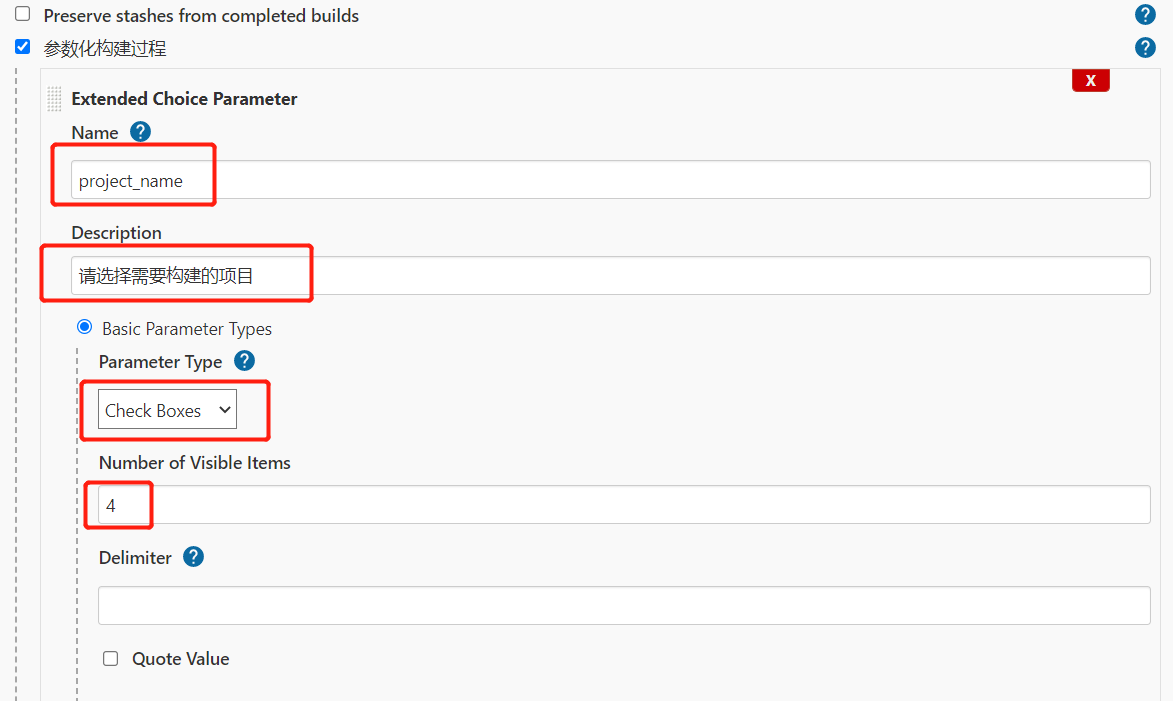 Preserve stashes from completed builds
?
参数化构建过程
?
X
Extended Choice Parameter
Name ?
project_name
Description
请选择需要构建的项目
Basic Parameter Types
Parameter Type ?
Check Boxes
Number of Visible Items
4
Delimiter ?
Quote Value